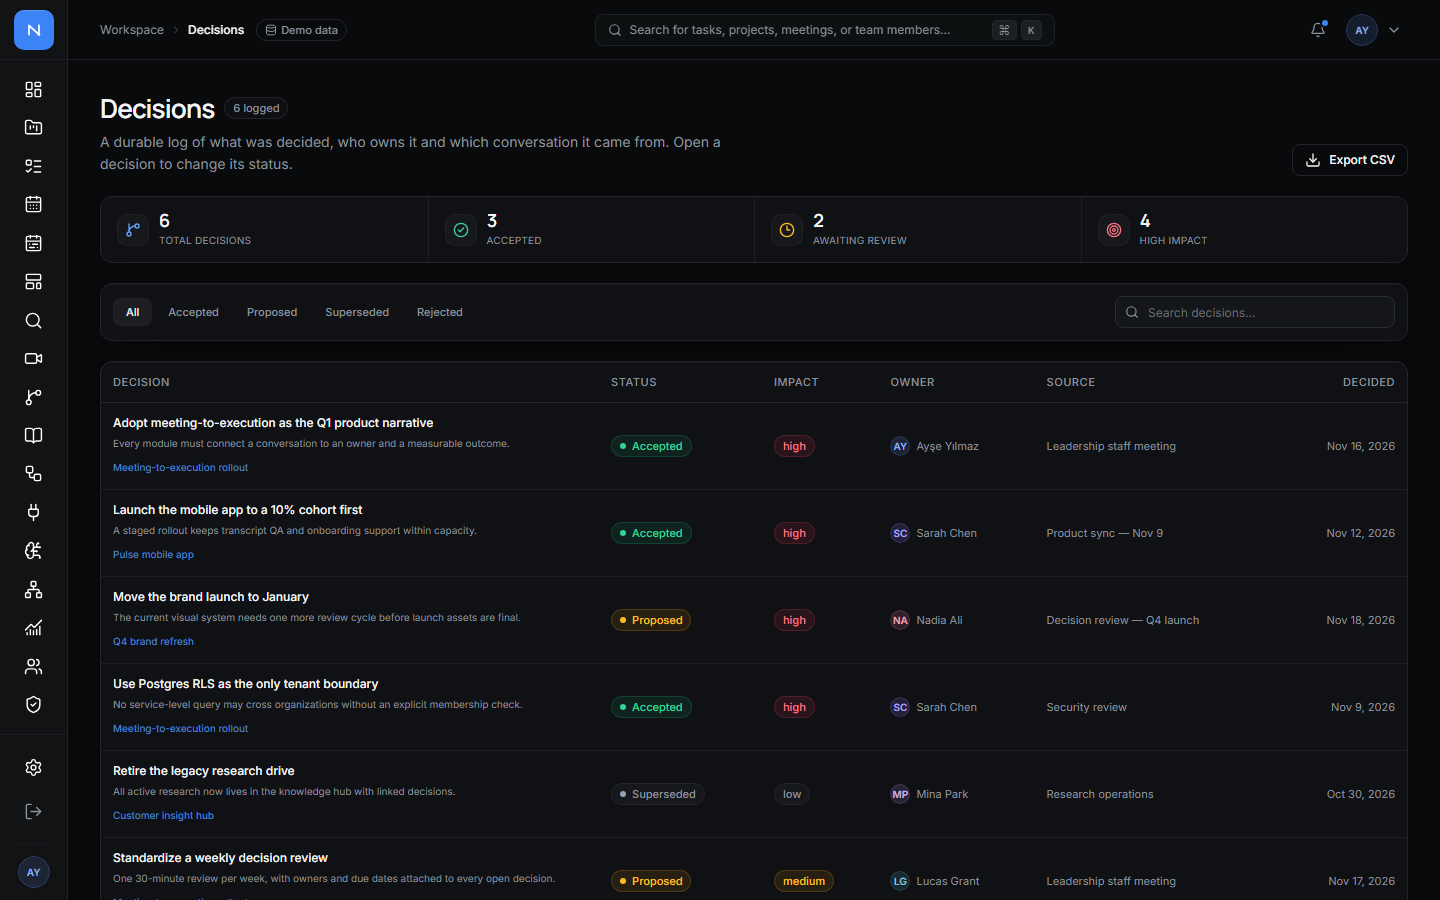 Workspace
Decisions
Demo data
Search for tasks, projects, meetings, or team members...
⌘ K
AY
Decisions
6 logged
A durable log of what was decided, who owns it and which conversation it came from. Open a
decision to change its status.
Export CSV
6
TOTAL DECISIONS
3
ACCEPTED
2
AWAITING REVIEW
4
HIGH IMPACT
All
Accepted
Proposed
Superseded
Rejected
Search decisions...
DECISION STATUS IMPACT OWNER SOURCE DECIDED
Adopt meeting-to-execution as the Q1 product narrative
Every module must connect a conversation to an owner and a measurable outcome.
Meeting-to-execution rollout
Accepted
high
AY Ayşe Yılmaz
Leadership staff meeting
Nov 16, 2026
Launch the mobile app to a 10% cohort first
A staged rollout keeps transcript QA and onboarding support within capacity.
Pulse mobile app
Accepted
high
SC Sarah Chen
Product sync — Nov 9
Nov 12, 2026
Move the brand launch to January
The current visual system needs one more review cycle before launch assets are final.
Q4 brand refresh
Proposed
high
NA Nadia Ali
Decision review — Q4 launch
Nov 18, 2026
Use Postgres RLS as the only tenant boundary
No service-level query may cross organizations without an explicit membership check.
Meeting-to-execution rollout
Accepted
high
SC Sarah Chen
Security review
Nov 9, 2026
Retire the legacy research drive
All active research now lives in the knowledge hub with linked decisions.
Customer insight hub
Superseded
low
MP Mina Park
Research operations
Oct 30, 2026
Standardize a weekly decision review
One 30-minute review per week, with owners and due dates attached to every open decision.
Proposed
medium
LG Lucas Grant
Leadership staff meeting
Nov 17, 2026
AY